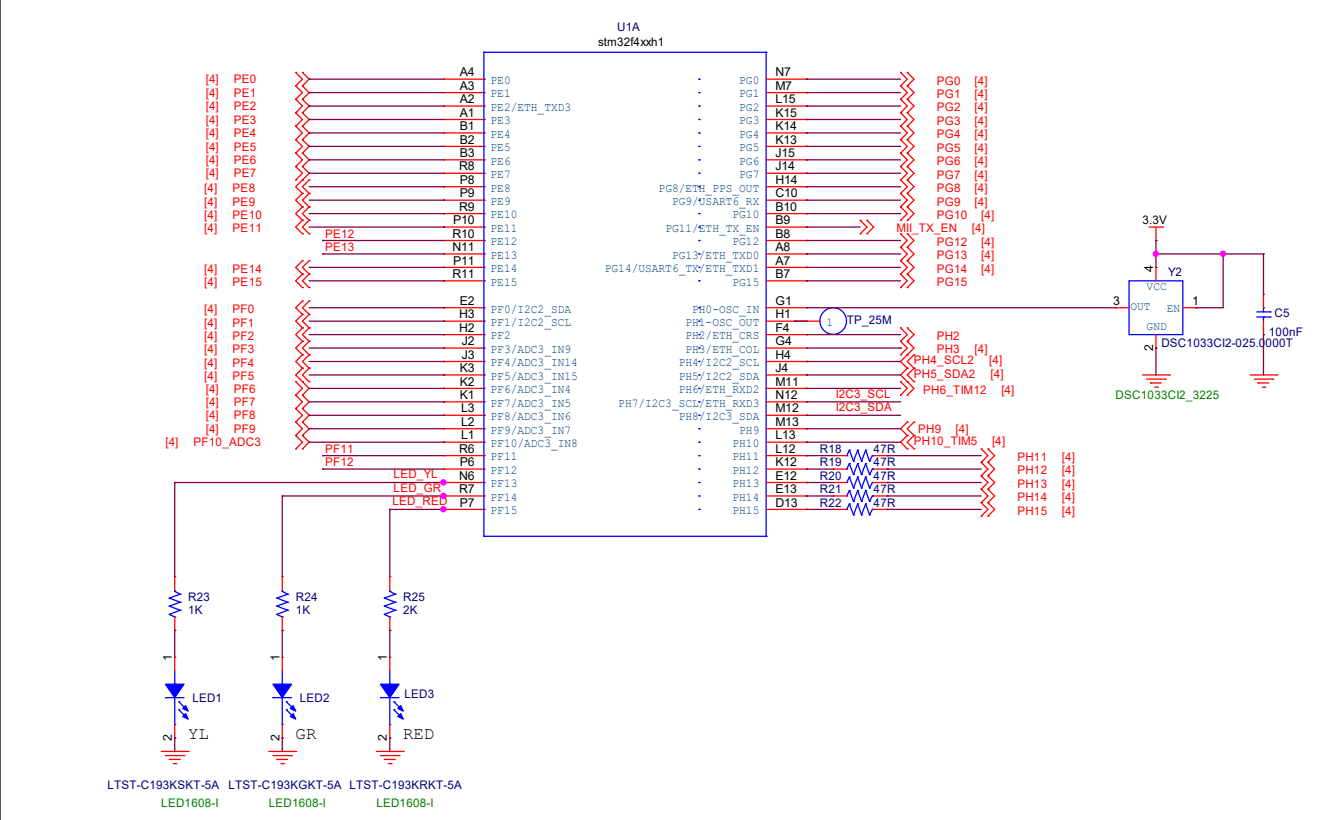 U1A
stm32f4xxh1
[4] PE0 A4 PE0 PG0 N7 PG0 [4]
[4] PE1 A3 PE1 PG1 M7 PG1 [4]
[4] PE2 A2 PE2/ETH_TXD3 PG2 L15 PG2 [4]
[4] PE3 A1 PE3 PG3 K15 PG3 [4]
[4] PE4 B1 PE4 PG4 K14 PG4 [4]
[4] PE5 B2 PE5 PG5 K13 PG5 [4]
[4] PE6 B3 PE6 PG6 J15 PG6 [4]
[4] PE7 R8 PE7 PG7 J14 PG7 [4]
[4] PE8 P8 PE8 PG8/ETH_PPS_OUT H14 PG8 [4]
[4] PE9 P9 PE9 PG9/USART6_RX C10 PG9 [4]
[4] PE10 R9 PE10 PG10 B10 PG10 [4]
[4] PE11 P10 PE11 PG11/ETH_TX_EN B9 MII_TX_EN [4]
PE12 R10 PE12 PG12 B8 PG12 [4]
PE13 N11 PE13 PG13/ETH_TXD0 A8 PG13 [4]
[4] PE14 P11 PE14 PG14/USART6_TX/ETH_TXD1 A7 PG14 [4]
[4] PE15 R11 PE15 PG15 B7 PG15
[4] PF0 E2 PF0/I2C2_SDA PH0-OSC_IN G1
[4] PF1 H3 PF1/I2C2_SCL PH1-OSC_OUT H1 1 TP_25M
[4] PF2 H2 PF2 PH2/ETH_CRS F4 PH2
[4] PF3 J2 PF3/ADC3_IN9 PH3/ETH_COL G4 PH3 [4]
[4] PF4 J3 PF4/ADC3_IN14 PH4/I2C2_SCL H4 PH4_SCL2 [4]
[4] PF5 K3 PF5/ADC3_IN15 PH5/I2C2_SDA J4 PH5_SDA2 [4]
[4] PF6 K2 PF6/ADC3_IN4 PH6/ETH_RXD2 M11 PH6_TIM12 [4]
[4] PF7 K1 PF7/ADC3_IN5 PH7/I2C3_SCL/ETH_RXD3 N12 I2C3_SCL
[4] PF8 L3 PF8/ADC3_IN6 PH8/I2C3_SDA M12 I2C3_SDA
[4] PF9 L2 PF9/ADC3_IN7 PH9 M13 PH9 [4]
[4] PF10_ADC3 L1 PF10/ADC3_IN8 PH10 L13 PH10_TIM5 [4]
PF11 R6 PF11 PH11 L12 R18 47R PH11 [4]
PF12 P6 PF12 PH12 K12 R19 47R PH12 [4]
LED_YL N6 PF13 PH13 E12 R20 47R PH13 [4]
LED_GR R7 PF14 PH14 E13 R21 47R PH14 [4]
LED_RED P7 PF15 PH15 D13 R22 47R PH15 [4]
3.3V
4 Y2
VCC
3 OUT EN 1
GND
2
C5
100nF
DSC1033CI2-025.0000T
DSC1033CI2_3225
R23 R24 R25
1K 1K 2K
1 1 1
LED1 LED2 LED3
2 YL 2 GR 2 RED
LTST-C193KSKT-5A LTST-C193KGKT-5A LTST-C193KRKT-5A
LED1608-I LED1608-I LED1608-I